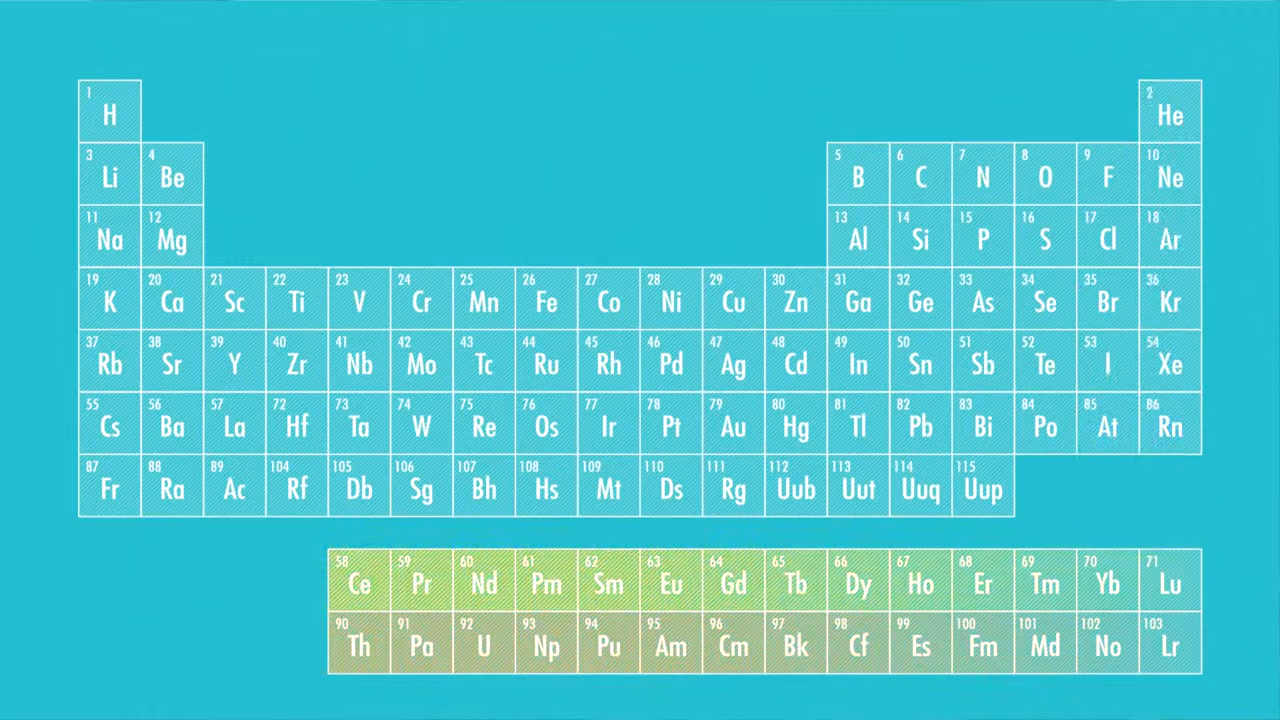 1 2
H He
3 4 5 6 7 8 9 10
Li Be B C N O F Ne
11 12 13 14 15 16 17 18
Na Mg Al Si P S Cl Ar
19 20 21 22 23 24 25 26 27 28 29 30 31 32 33 34 35 36
K Ca Sc Ti V Cr Mn Fe Co Ni Cu Zn Ga Ge As Se Br Kr
37 38 39 40 41 42 43 44 45 46 47 48 49 50 51 52 53 54
Rb Sr Y Zr Nb Mo Tc Ru Rh Pd Ag Cd In Sn Sb Te I Xe
55 56 57 72 73 74 75 76 77 78 79 80 81 82 83 84 85 86
Cs Ba La Hf Ta W Re Os Ir Pt Au Hg Tl Pb Bi Po At Rn
87 88 89 104 105 106 107 108 109 110 111 112 113 114 115
Fr Ra Ac Rf Db Sg Bh Hs Mt Ds Rg Uub Uut Uuq Uup
58 59 60 61 62 63 64 65 66 67 68 69 70 71
Ce Pr Nd Pm Sm Eu Gd Tb Dy Ho Er Tm Yb Lu
90 91 92 93 94 95 96 97 98 99 100 101 102 103
Th Pa U Np Pu Am Cm Bk Cf Es Fm Md No Lr